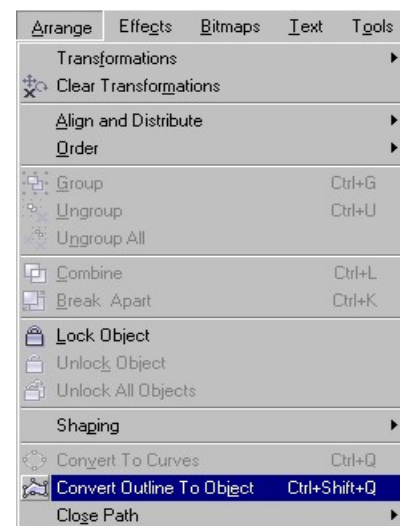 Arrange Effects Bitmaps Text Tools
Transformations
Clear Transformations
Align and Distribute
Order
Group Ctrl+G
Ungroup Ctrl+U
Ungroup All
Combine Ctrl+L
Break Apart Ctrl+K
Lock Object
Unlock Object
Unlock All Objects
Shaping
Convert To Curves Ctrl+Q
Convert Outline To Object Ctrl+Shift+Q
Close Path